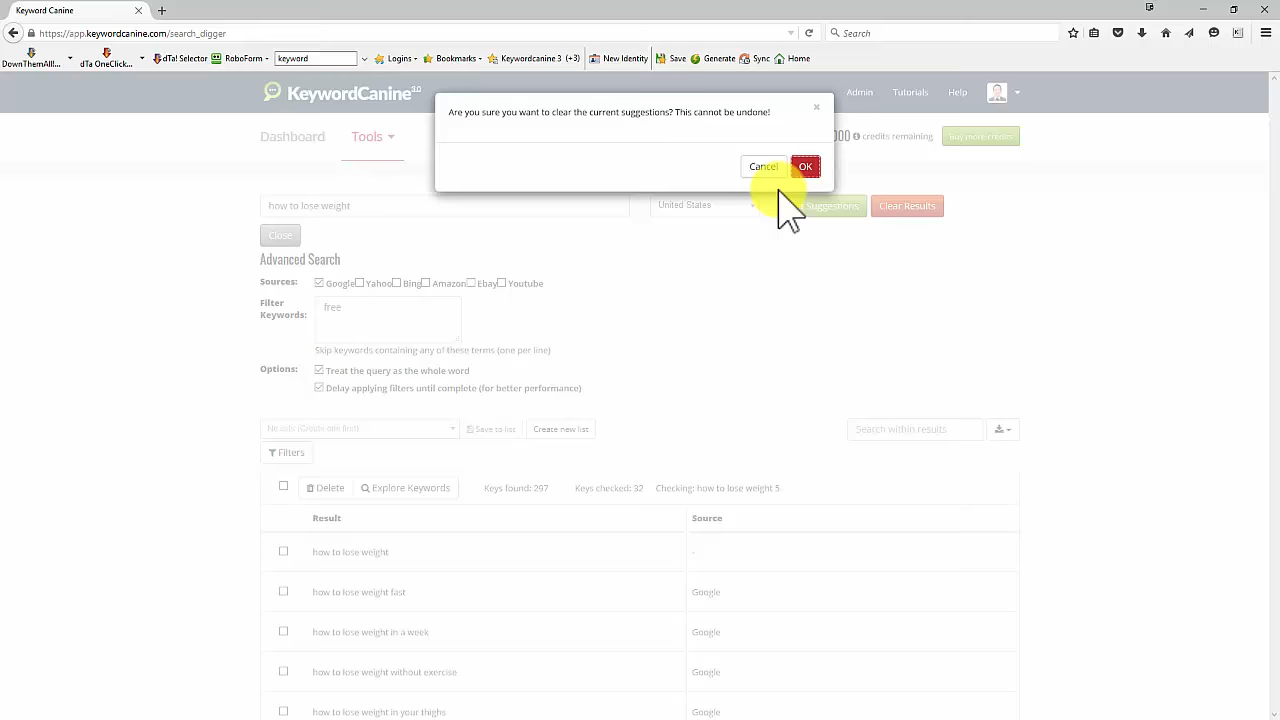 Keyword Canine
https://app.keywordcanine.com/search_digger
Search
DownThemAll!...
dTa OneClick...
dTa! Selector
RoboForm
keyword
Logins
Bookmarks
Keywordcanine 3 (+3)
New Identity
Save
Generate
Sync
Home
KeywordCanine 3.0
Admin
Tutorials
Help
Are you sure you want to clear the current suggestions? This cannot be undone!
×
Cancel
OK
Dashboard
Tools
000 credits remaining
Buy more credits
how to lose weight
United States
Suggestions
Clear Results
Close
Advanced Search
Sources:
Google
Yahoo
Bing
Amazon
Ebay
Youtube
Filter
Keywords:
free
Skip keywords containing any of these terms (one per line)
Options:
Treat the query as the whole word
Delay applying filters until complete (for better performance)
Save to list
Create new list
Search within results
Filters
Delete
Explore Keywords
Keys found: 297
Keys checked: 32
Checking: how to lose weight 5
Result
Source
how to lose weight
-
how to lose weight fast
Google
how to lose weight in a week
Google
how to lose weight without exercise
Google
how to lose weight in your thighs
Google